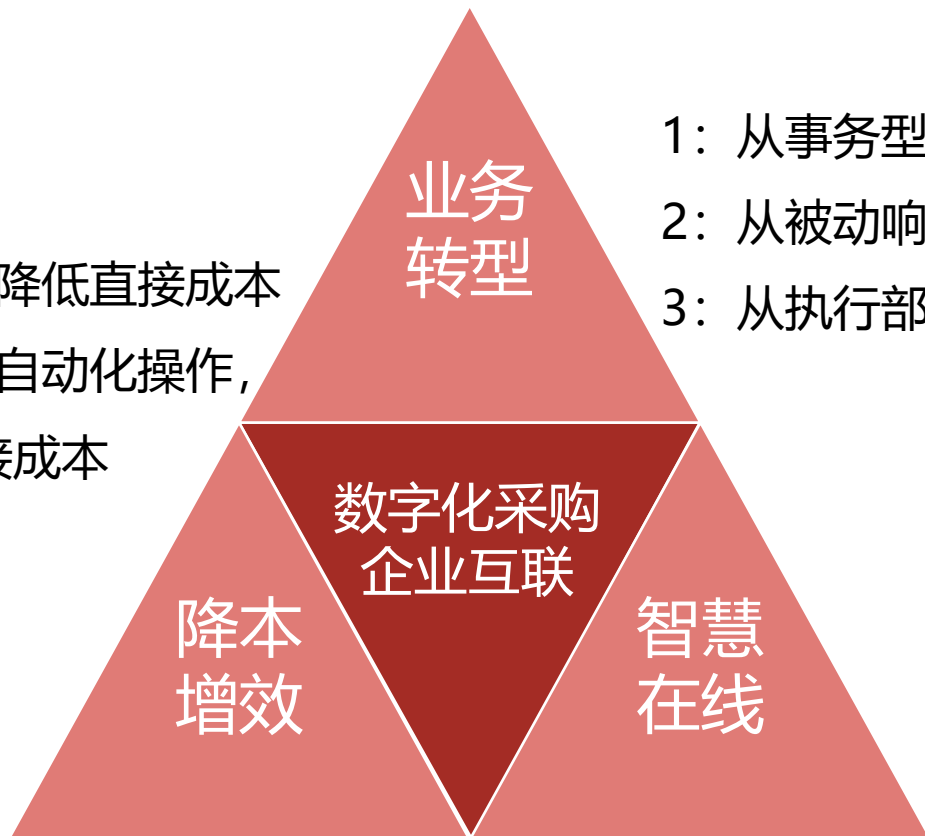 业务
转型
1：从事务型
2：从被动响
3：从执行部
降低直接成本
自动化操作，
接成本
数字化采购
企业互联
降本
增效
智慧
在线